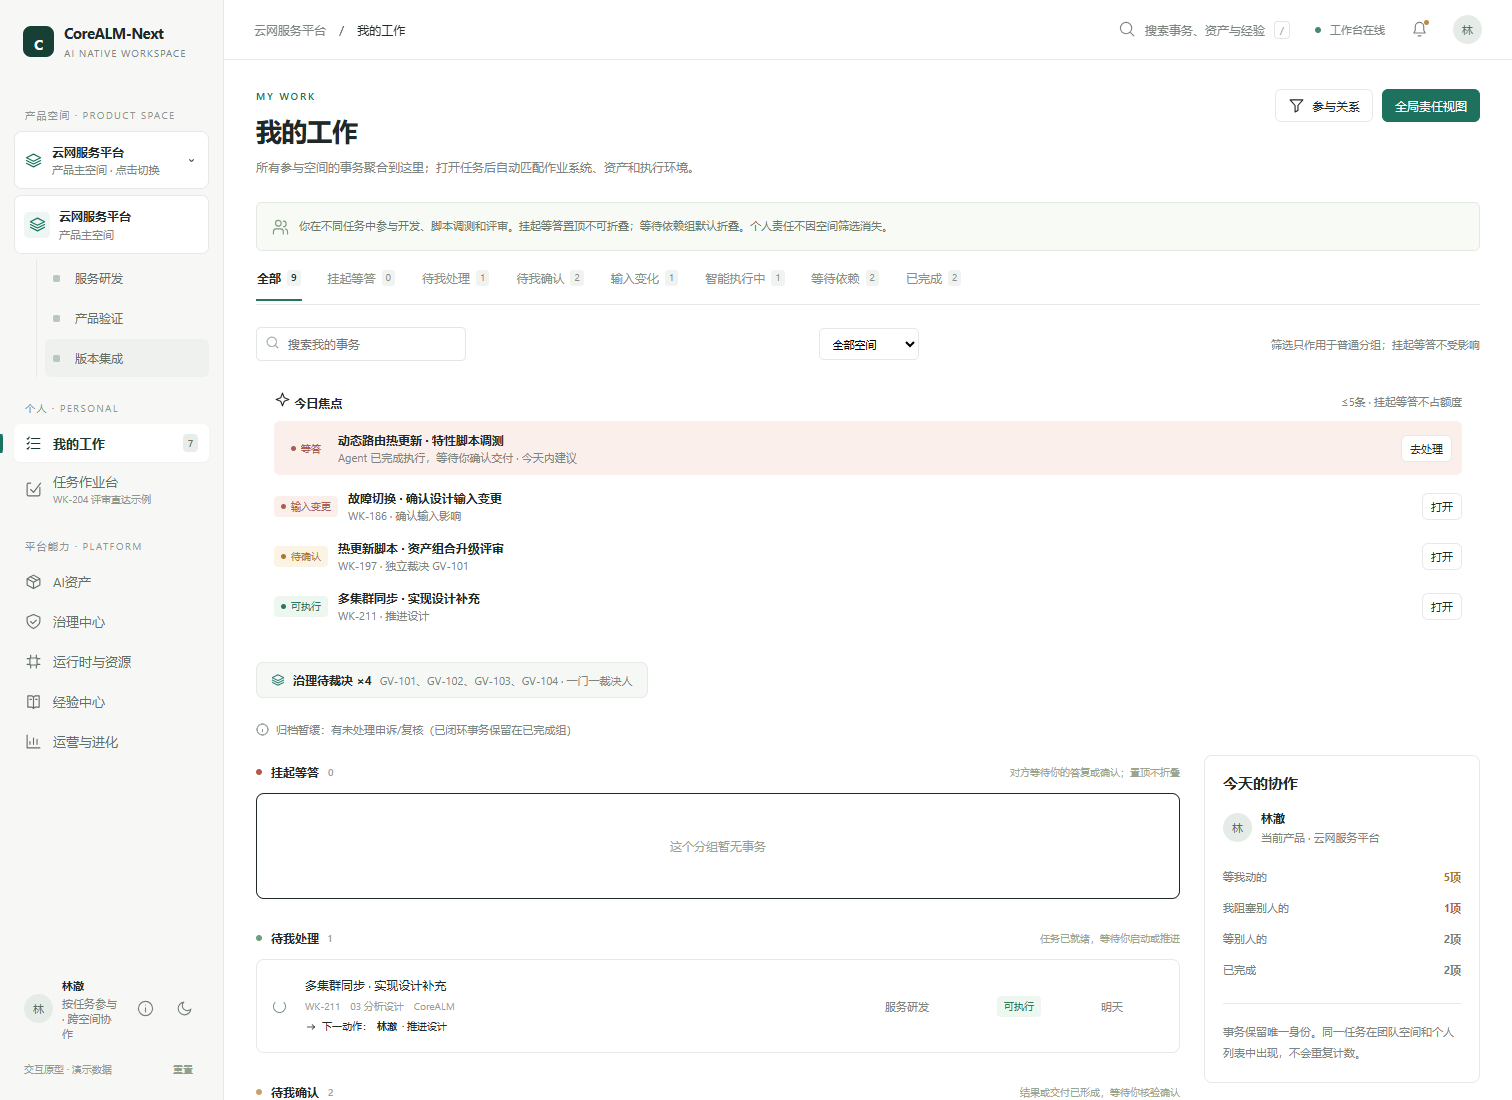 C
CoreALM-Next
AI NATIVE WORKSPACE
产品空间 · PRODUCT SPACE
云网服务平台
产品主空间 · 点击切换
云网服务平台
产品主空间
服务研发
产品验证
版本集成
个人 · PERSONAL
我的工作 7
任务作业台
WK-204 评审直达示例
平台能力 · PLATFORM
AI资产
治理中心
运行时与资源
经验中心
运营与进化
林
林澈
按任务参与
· 跨空间协
作
交互原型 · 演示数据 重置
云网服务平台 / 我的工作
搜索事务、资产与经验 /
工作台在线
林
MY WORK
我的工作
所有参与空间的事务聚合到这里；打开任务后自动匹配作业系统、资产和执行环境。
参与关系
全局责任视图
你在不同任务中参与开发、脚本调测和评审。挂起等答置顶不可折叠；等待依赖组默认折叠。个人责任不因空间筛选消失。
全部 9 挂起等答 0 待我处理 1 待我确认 2 输入变化 1 智能执行中 1 等待依赖 2 已完成 2
搜索我的事务
全部空间
筛选只作用于普通分组；挂起等答不受影响
今日焦点
≤5条 · 挂起等答不占额度
等答
动态路由热更新 · 特性脚本调测
Agent 已完成执行，等待你确认交付 · 今天内建议
去处理
输入变更
故障切换 · 确认设计输入变更
WK-186 · 确认输入影响
打开
待确认
热更新脚本 · 资产组合升级评审
WK-197 · 独立裁决 GV-101
打开
可执行
多集群同步 · 实现设计补充
WK-211 · 推进设计
打开
治理待裁决 ×4 GV-101、GV-102、GV-103、GV-104 · 一门一裁决人
归档暂缓：有未处理申诉/复核（已闭环事务保留在已完成组）
挂起等答 0
对方等待你的答复或确认；置顶不折叠
这个分组暂无事务
待我处理 1
任务已就绪，等待你启动或推进
多集群同步 · 实现设计补充
WK-211 03 分析设计 CoreALM
→ 下一动作： 林澈 · 推进设计
服务研发
可执行
明天
待我确认 2
结果或交付已形成，等待你核验确认
今天的协作
林
林澈
当前产品 · 云网服务平台
等我动的 5项
我阻塞别人的 1项
等别人的 2项
已完成 2项
事务保留唯一身份。同一任务在团队空间和个人
列表中出现，不会重复计数。